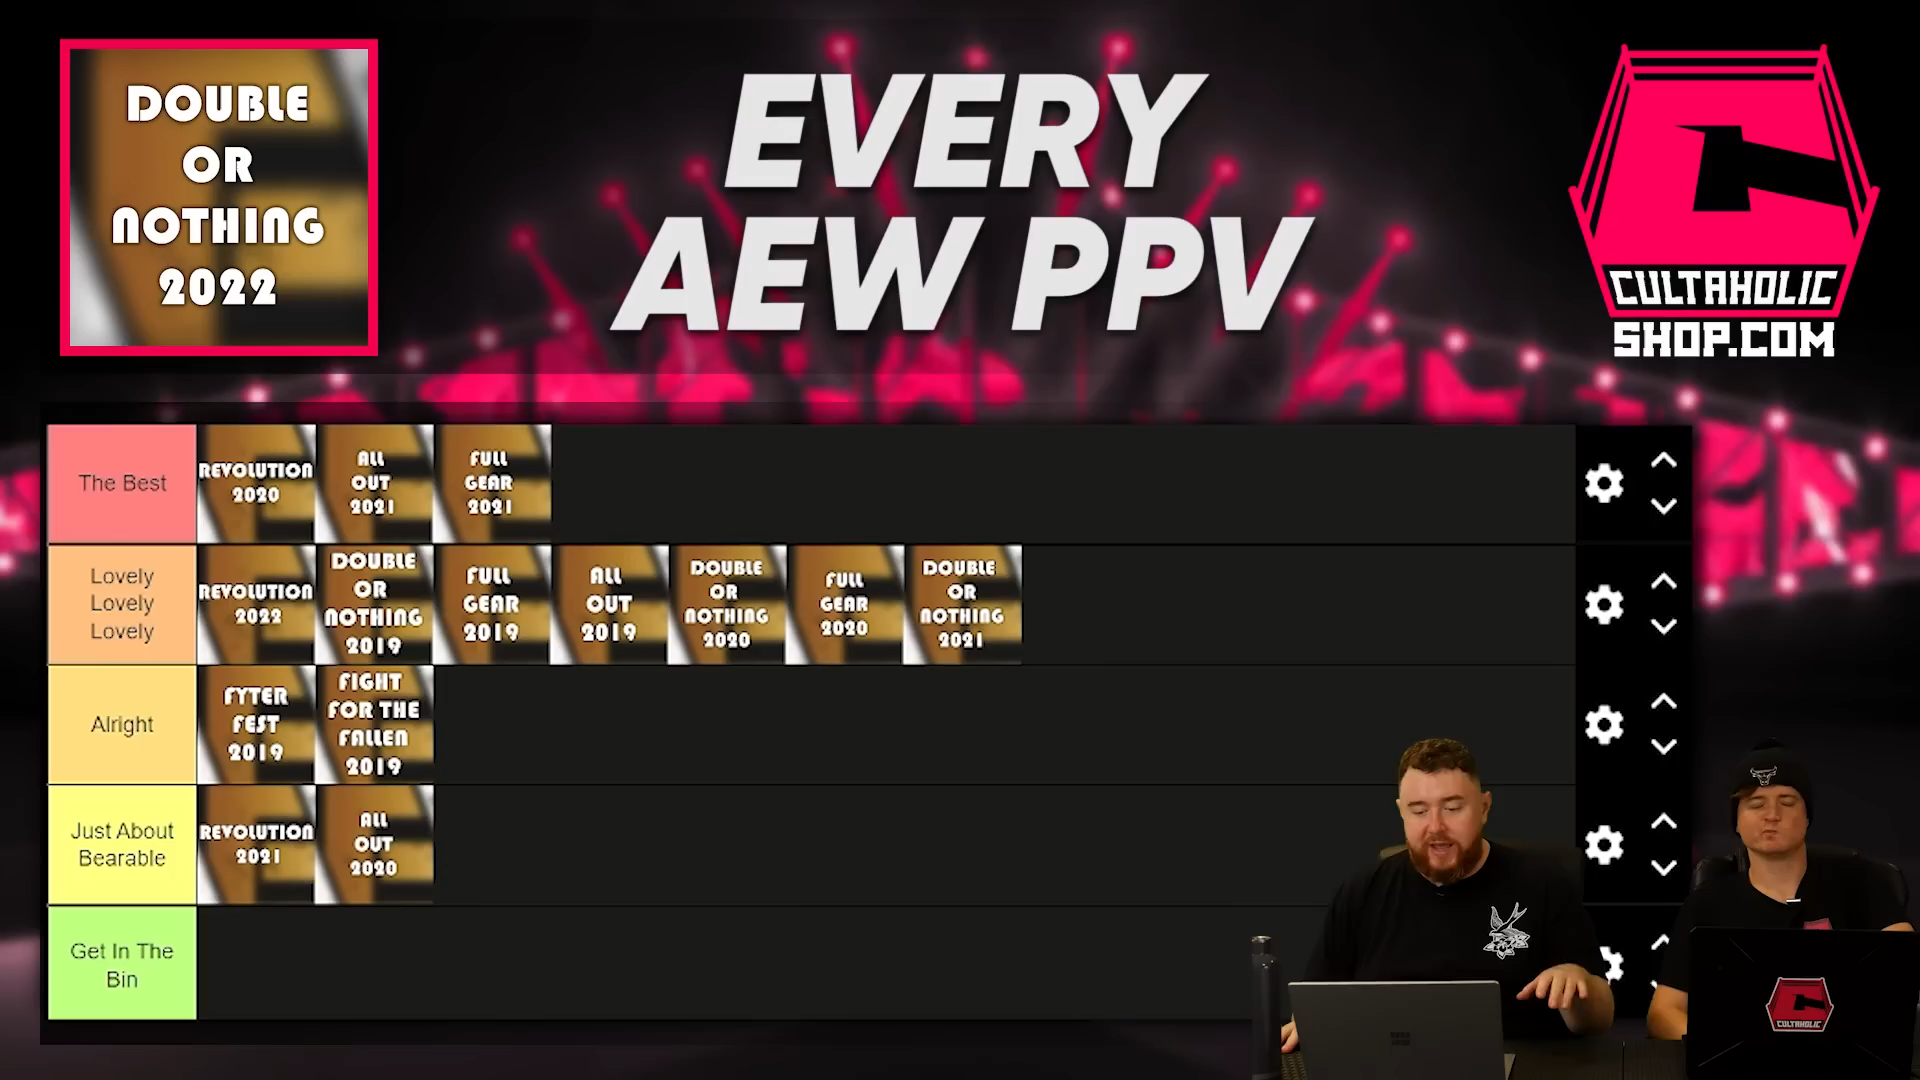 DOUBLE
OR
NOTHING
2022
EVERY
AEW PPV
CULTAHOLIC
SHOP.COM
The Best
REVOLUTION
2020
ALL
OUT
2021
FULL
GEAR
2021
Lovely
Lovely
Lovely
REVOLUTION
2022
DOUBLE
OR
NOTHING
2019
FULL
GEAR
2019
ALL
OUT
2019
DOUBLE
OR
NOTHING
2020
FULL
GEAR
2020
DOUBLE
OR
NOTHING
2021
Alright
FYTER
FEST
2019
FIGHT
FOR THE
FALLEN
2019
Just About
Bearable
REVOLUTION
2021
ALL
OUT
2020
Get In The
Bin
CULTAHOLIC